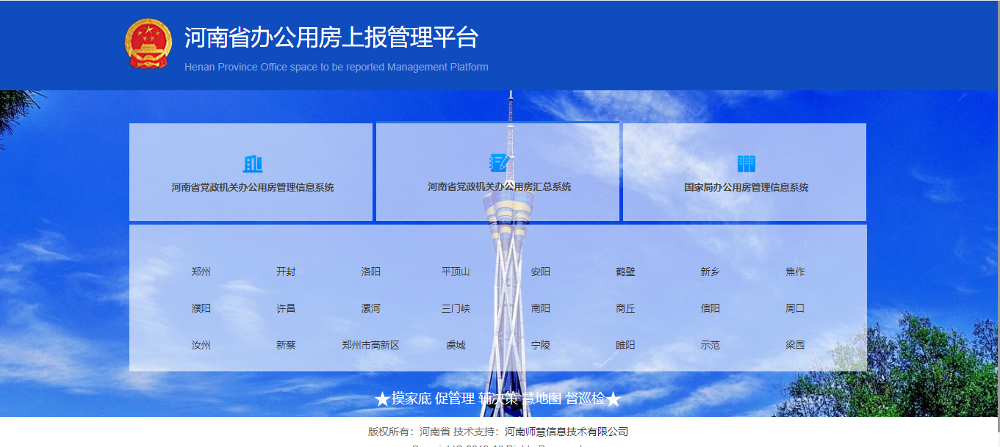 河南省办公用房上报管理平台
Henan Province Office space to be reported Management Platform
河南省党政机关办公用房管理信息系统
河南省党政机关办公用房汇总系统
国家局办公用房管理信息系统
郑州 开封 洛阳 平顶山 安阳 鹤壁 新乡 焦作
濮阳 许昌 漯河 三门峡 南阳 商丘 信阳 周口
汝州 新蔡 郑州市高新区 虞城 宁陵 睢阳 示范 梁园
★摸家底 促管理 辅决策 慧地图 督巡检★
版权所有：河南省 技术支持：河南师慧信息技术有限公司